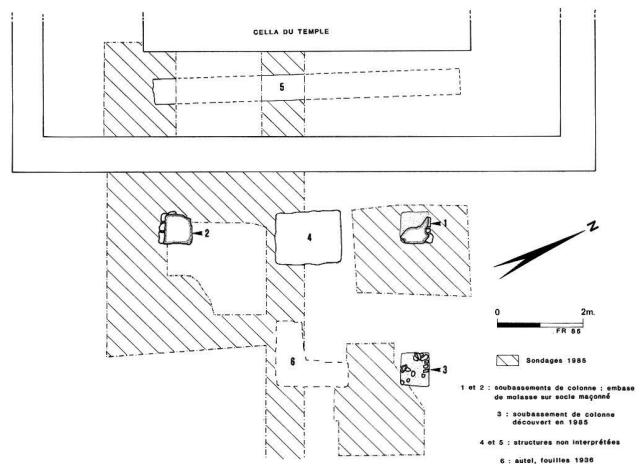 CELLA DU TEMPLE
5
2
4
1
N
0 2m.
FR 86
6
3
Sondages 1985
1 et 2 : soubassements de colonne ; embase
de molasse sur socle maçonné
3 : soubassement de colonne
découvert en 1985
4 et 5 : structures non interprétées
6 : autel, fouilles 1936